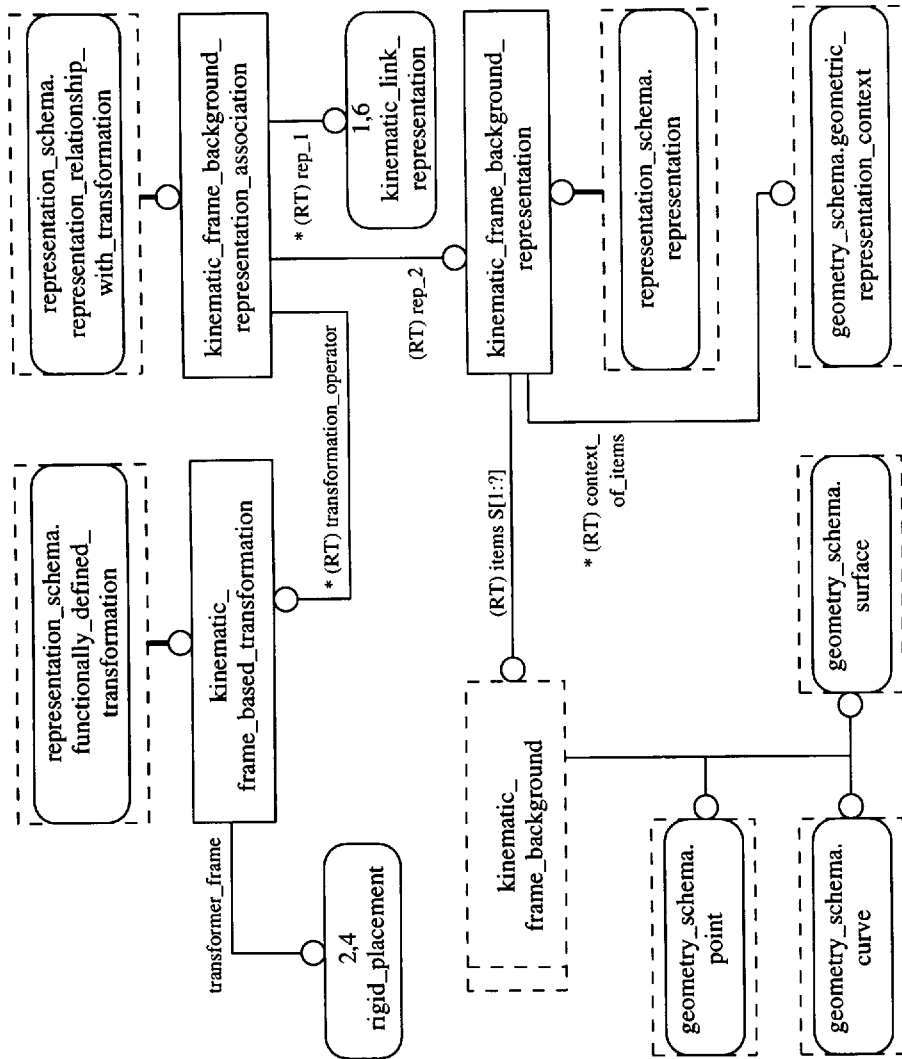 representation_schema.
functionally_defined_
transformation
representation_schema.
representation_relationship_
with_transformation
transformer_frame
kinematic_
frame_based_transformation
kinematic_frame_background_
representation_association
2,4
rigid_placement
* (RT) transformation_operator
* (RT) rep_1
1,6
kinematic_link_
representation
(RT) rep_2
kinematic_
frame_background
(RT) items S[1:?]
kinematic_frame_background_
representation
* (RT) context_
of_items
representation_schema.
representation
geometry_schema.
point
geometry_schema.
curve
geometry_schema.
surface
geometry_schema.geometric_
representation_context